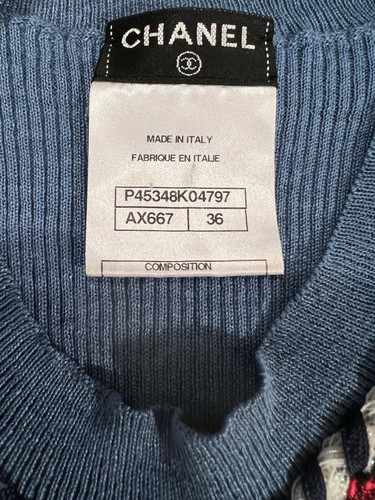 CHANEL
MADE IN ITALY
FABRIQUE EN ITALIE
P45348K04797
AX667 36
COMPOSITION